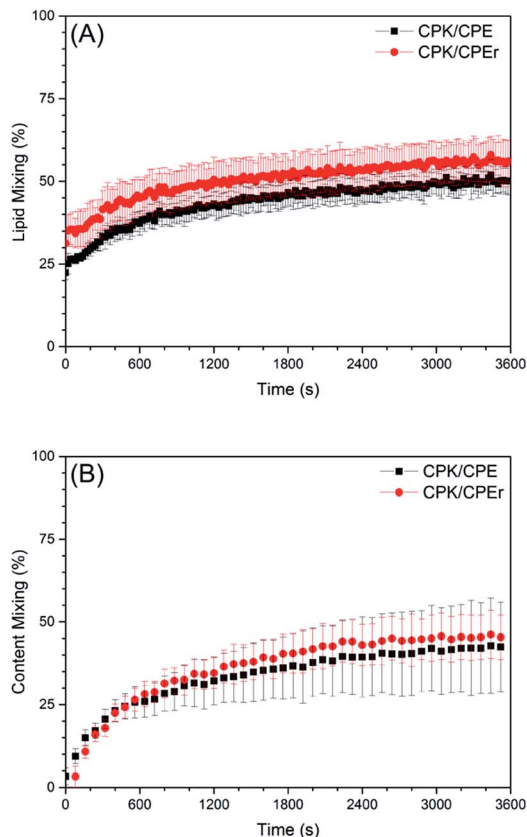 (A)
CPK/CPE
CPK/CPEr
Lipid Mixing (%)
100
75
50
25
0
0 600 1200 1800 2400 3000 3600
Time (s)
(B)
CPK/CPE
CPK/CPEr
Content Mixing (%)
100
75
50
25
0
0 600 1200 1800 2400 3000 3600
Time (s)